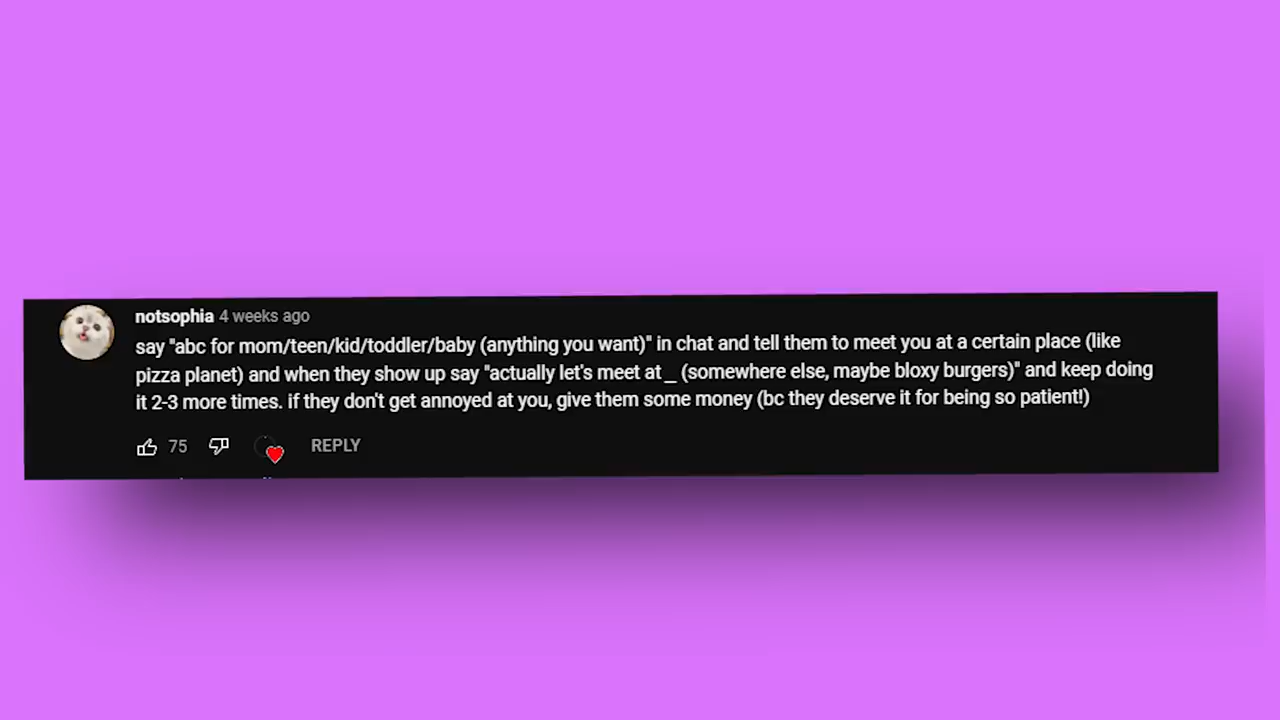 notsophia 4 weeks ago
say "abc for mom/teen/kid/toddler/baby (anything you want)" in chat and tell them to meet you at a certain place (like
pizza planet) and when they show up say "actually let's meet at _ (somewhere else, maybe bloxy burgers)" and keep doing
it 2-3 more times. if they don't get annoyed at you, give them some money (bc they deserve it for being so patient!)
75 REPLY